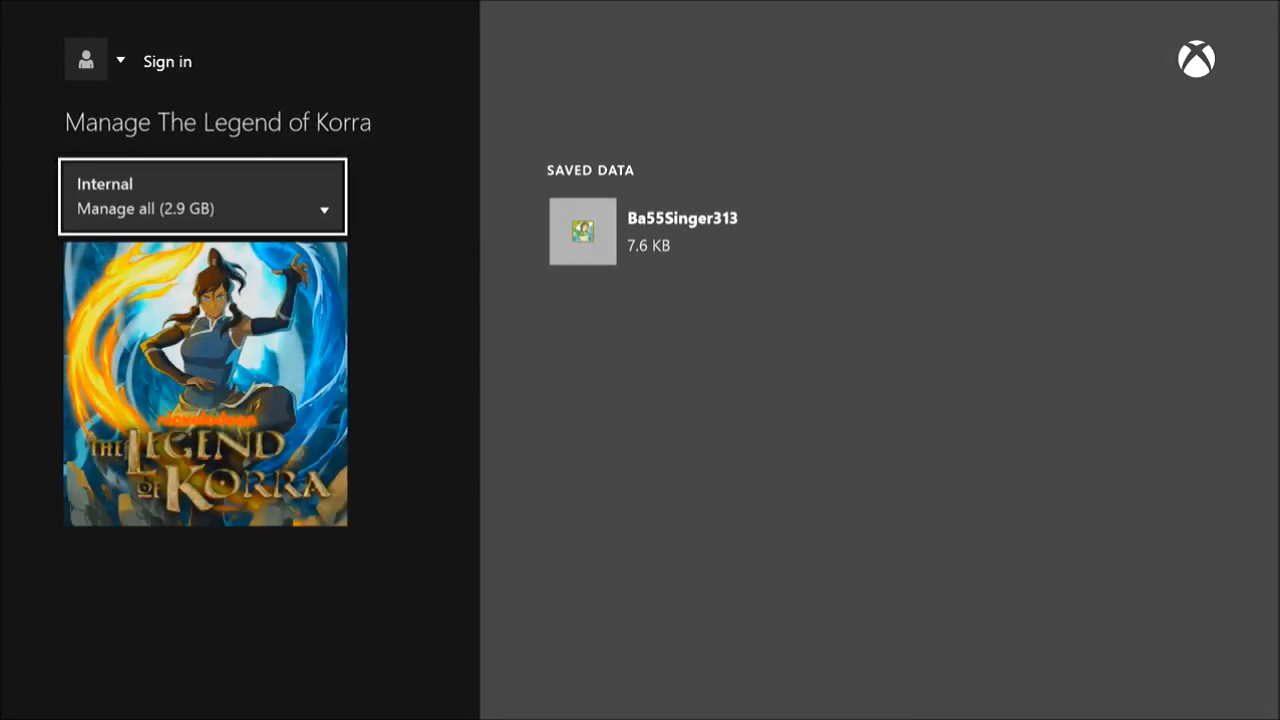 Sign in
Manage The Legend of Korra
Internal
Manage all (2.9 GB)
nickelodeon
THE LEGEND
OF KORRA
SAVED DATA
Ba55Singer313
7.6 KB